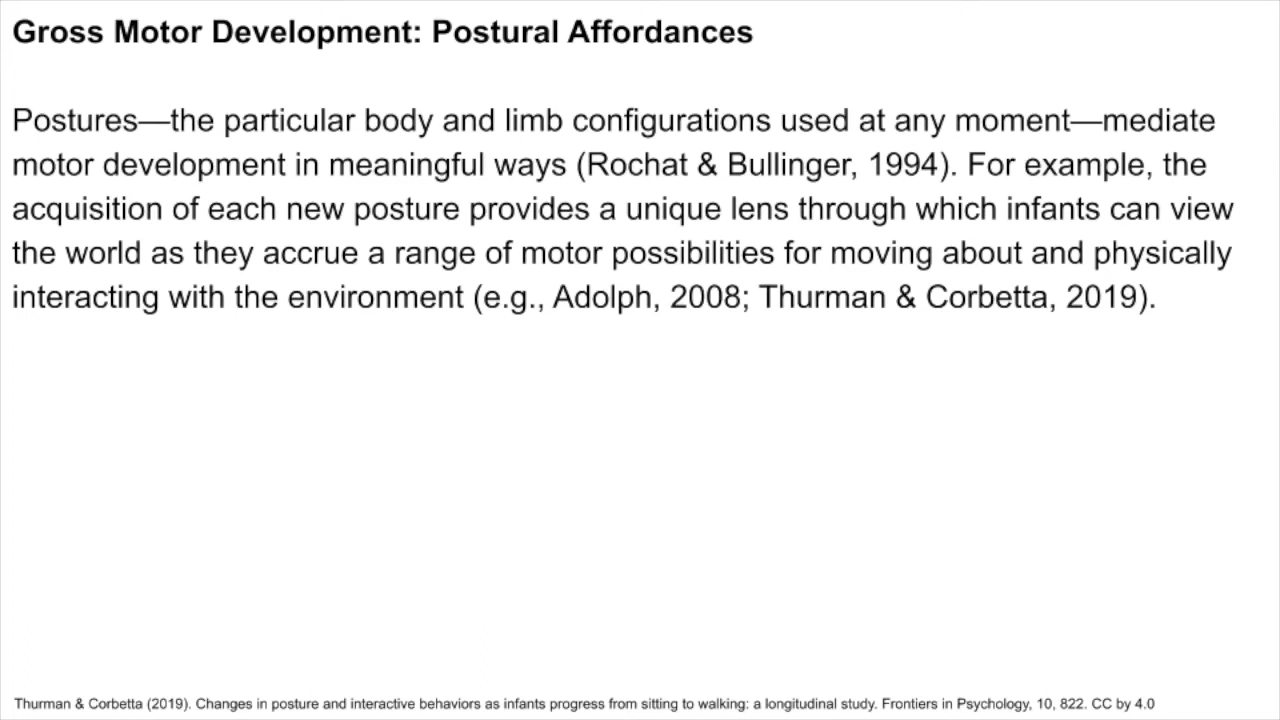 Gross Motor Development: Postural Affordances
Postures—the particular body and limb configurations used at any moment—mediate
motor development in meaningful ways (Rochat & Bullinger, 1994). For example, the
acquisition of each new posture provides a unique lens through which infants can view
the world as they accrue a range of motor possibilities for moving about and physically
interacting with the environment (e.g., Adolph, 2008; Thurman & Corbetta, 2019).
Thurman & Corbetta (2019). Changes in posture and interactive behaviors as infants progress from sitting to walking: a longitudinal study. Frontiers in Psychology, 10, 822. CC by 4.0